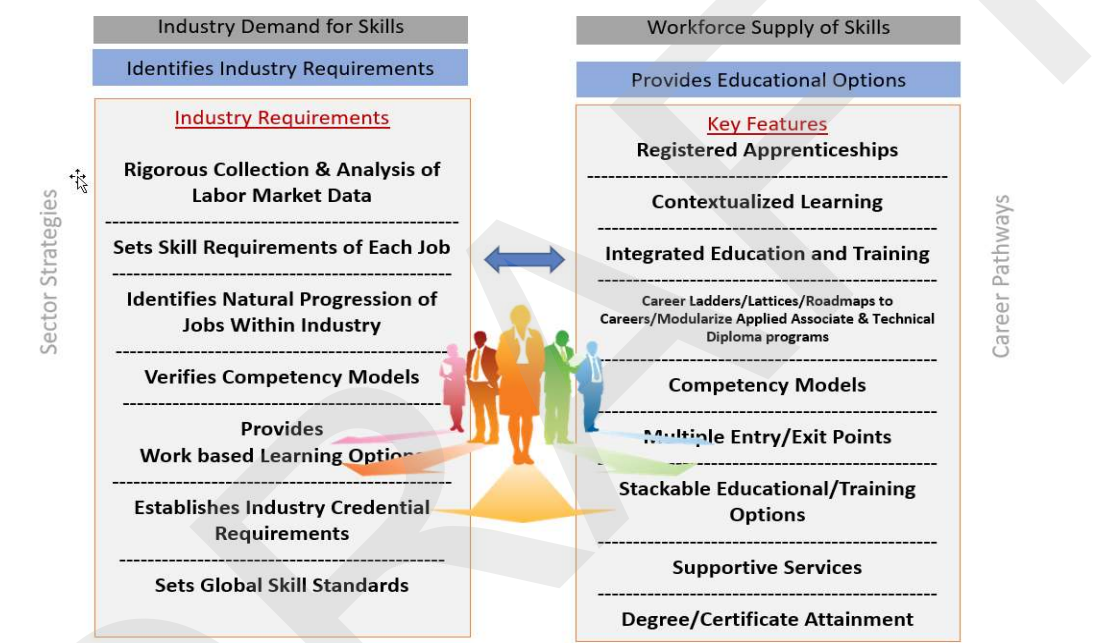 Industry Demand for Skills
Identifies Industry Requirements
Industry Requirements
Rigorous Collection & Analysis of
Labor Market Data
Sets Skill Requirements of Each Job
Identifies Natural Progression of
Jobs Within Industry
Verifies Competency Models
Provides
Work based Learning Options
Establishes Industry Credential
Requirements
Sets Global Skill Standards
Sector Strategies
Workforce Supply of Skills
Provides Educational Options
Key Features
Registered Apprenticeships
Contextualized Learning
Integrated Education and Training
Career Ladders/Lattices/Roadmaps to
Careers/Modularize Applied Associate & Technical
Diploma programs
Competency Models
Multiple Entry/Exit Points
Stackable Educational/Training
Options
Supportive Services
Degree/Certificate Attainment
Career Pathways
DRAFT